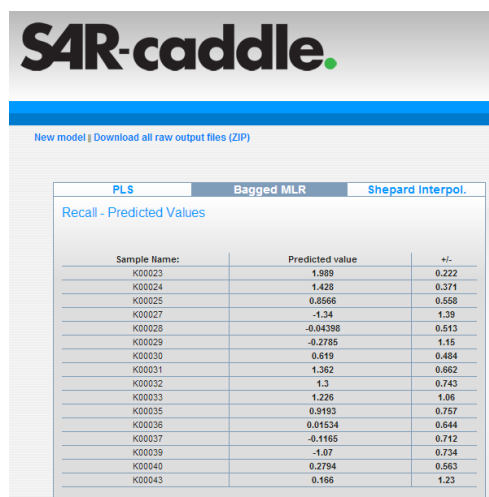 SAR-caddle.
New model || Download all raw output files (ZIP)
PLS Bagged MLR Shepard Interpol.
Recall - Predicted Values
Sample Name: Predicted value +/-
K00023 1.989 0.222
K00024 1.428 0.371
K00025 0.8566 0.558
K00027 -1.34 1.39
K00028 -0.04398 0.513
K00029 -0.2785 1.15
K00030 0.619 0.484
K00031 1.362 0.662
K00032 1.3 0.743
K00033 1.226 1.06
K00035 0.9193 0.757
K00036 0.01534 0.644
K00037 -0.1165 0.712
K00039 -1.07 0.734
K00040 0.2794 0.563
K00043 0.166 1.23